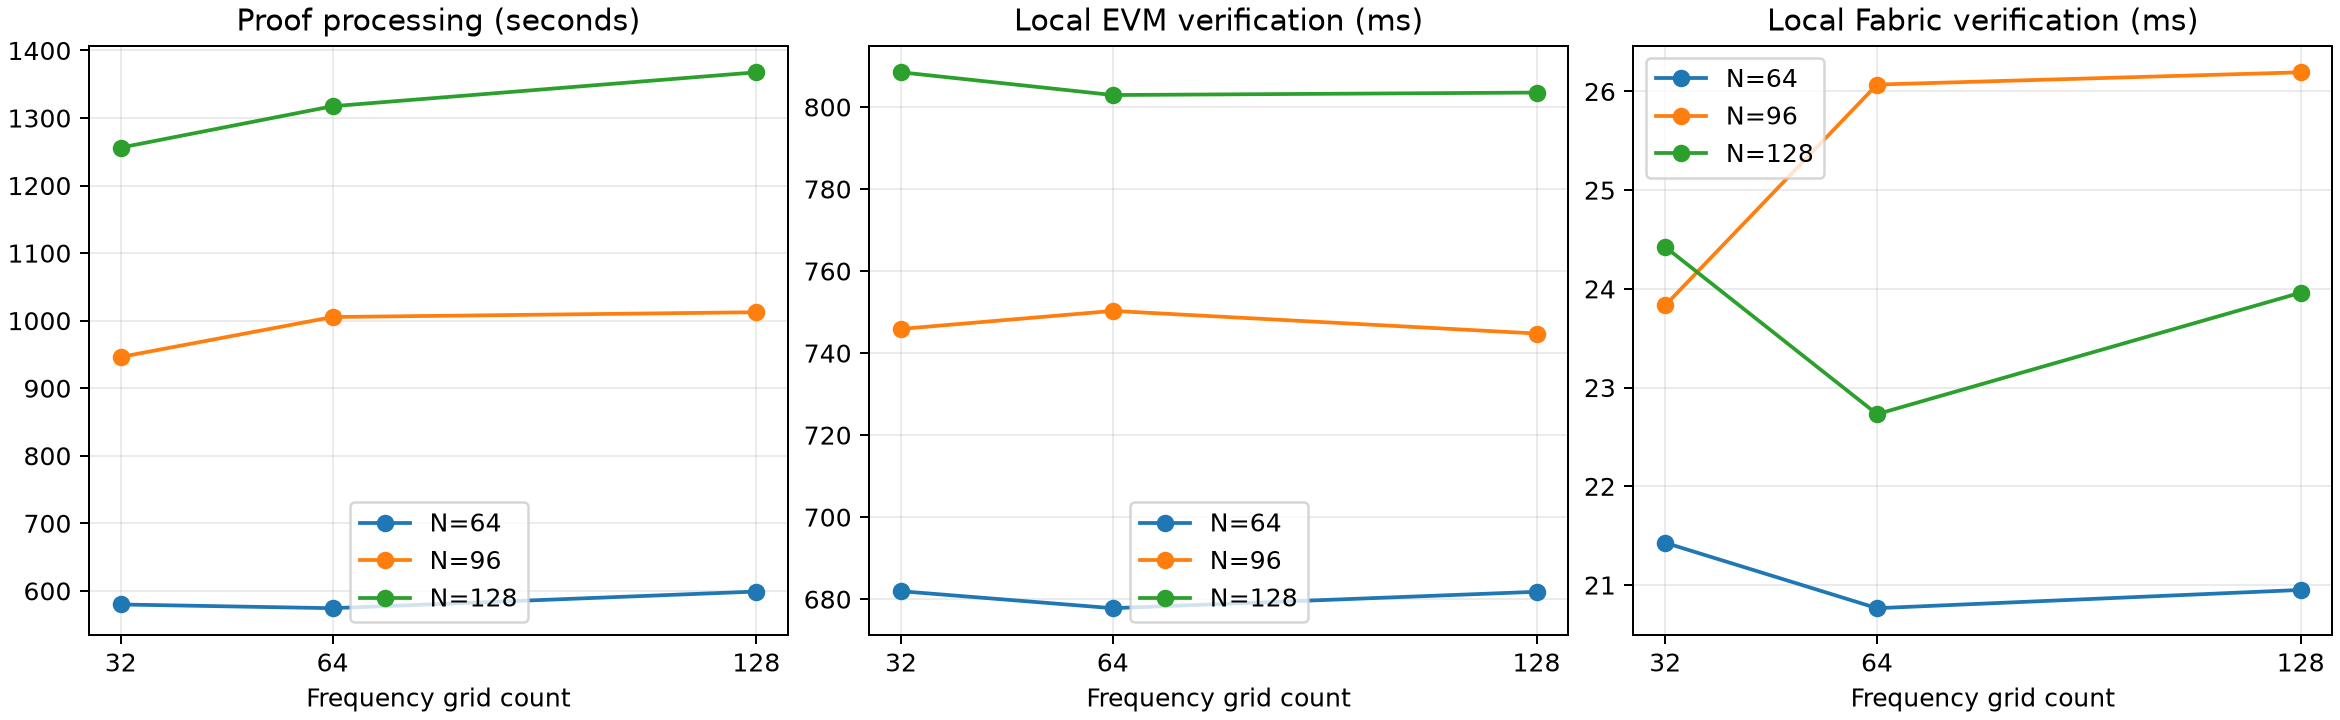 Proof processing (seconds)
1400
1300
1200
1100
1000
900
800
700
600
N=64
N=96
N=128
32
64
128
Frequency grid count
Local EVM verification (ms)
800
780
760
740
720
700
680
N=64
N=96
N=128
32
64
128
Frequency grid count
Local Fabric verification (ms)
26
25
24
23
22
21
N=64
N=96
N=128
32
64
128
Frequency grid count